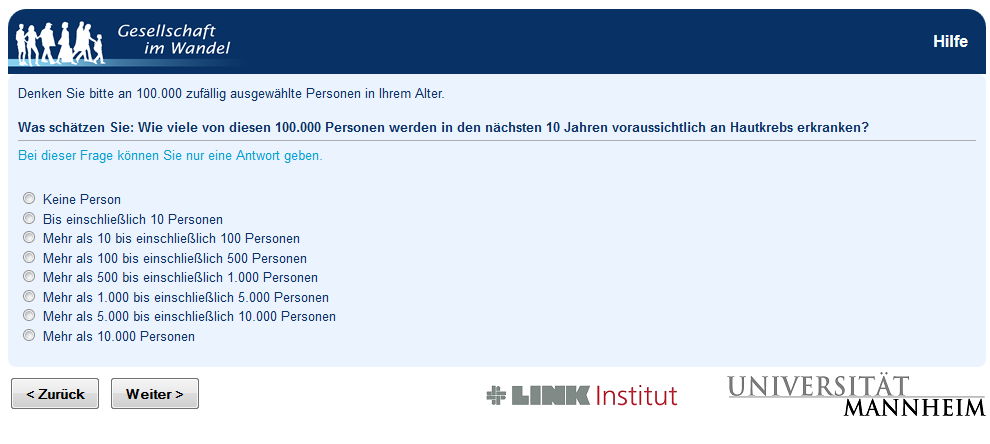 Gesellschaft
im Wandel
Hilfe
Denken Sie bitte an 100.000 zufällig ausgewählte Personen in Ihrem Alter.
Was schätzen Sie: Wie viele von diesen 100.000 Personen werden in den nächsten 10 Jahren voraussichtlich an Hautkrebs erkranken?
Bei dieser Frage können Sie nur eine Antwort geben.
Keine Person
Bis einschließlich 10 Personen
Mehr als 10 bis einschließlich 100 Personen
Mehr als 100 bis einschließlich 500 Personen
Mehr als 500 bis einschließlich 1.000 Personen
Mehr als 1.000 bis einschließlich 5.000 Personen
Mehr als 5.000 bis einschließlich 10.000 Personen
Mehr als 10.000 Personen
< Zurück Weiter >
LINK Institut
UNIVERSITÄT
MANNHEIM